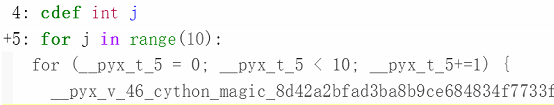 4: cdef int j
+5: for j in range(10):
for (__pyx_t_5 = 0; __pyx_t_5 < 10; __pyx_t_5+=1) {
__pyx_v_46_cython_magic_8d42a2bfad3ba8b9ce684834f7733f